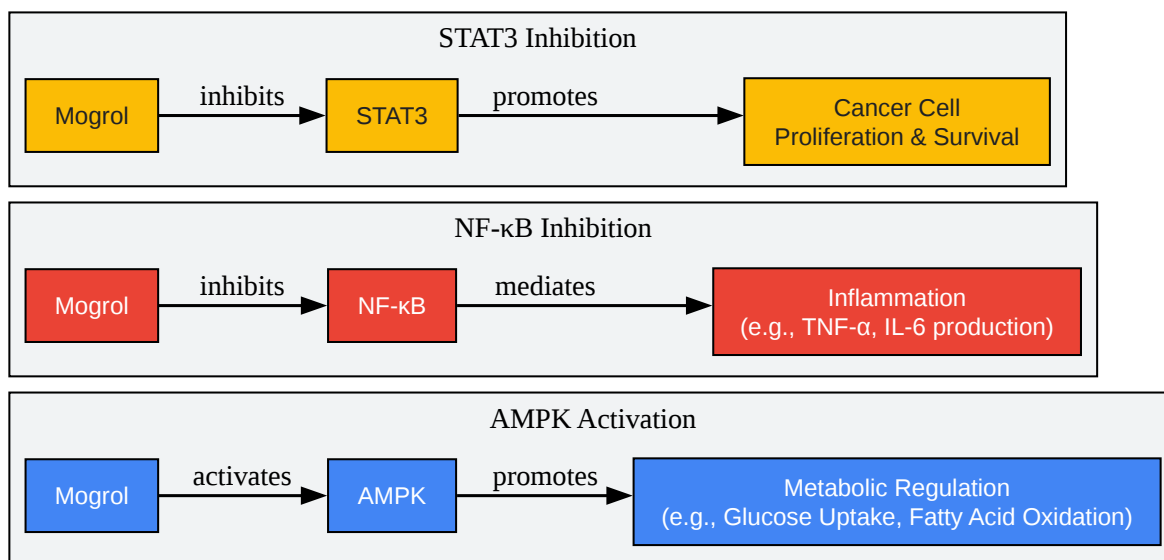 STAT3 Inhibition
Mogrol
inhibits
STAT3
promotes
Cancer Cell
Proliferation & Survival
NF-κB Inhibition
Mogrol
inhibits
NF-κB
mediates
Inflammation
(e.g., TNF-α, IL-6 production)
AMPK Activation
Mogrol
activates
AMPK
promotes
Metabolic Regulation
(e.g., Glucose Uptake, Fatty Acid Oxidation)